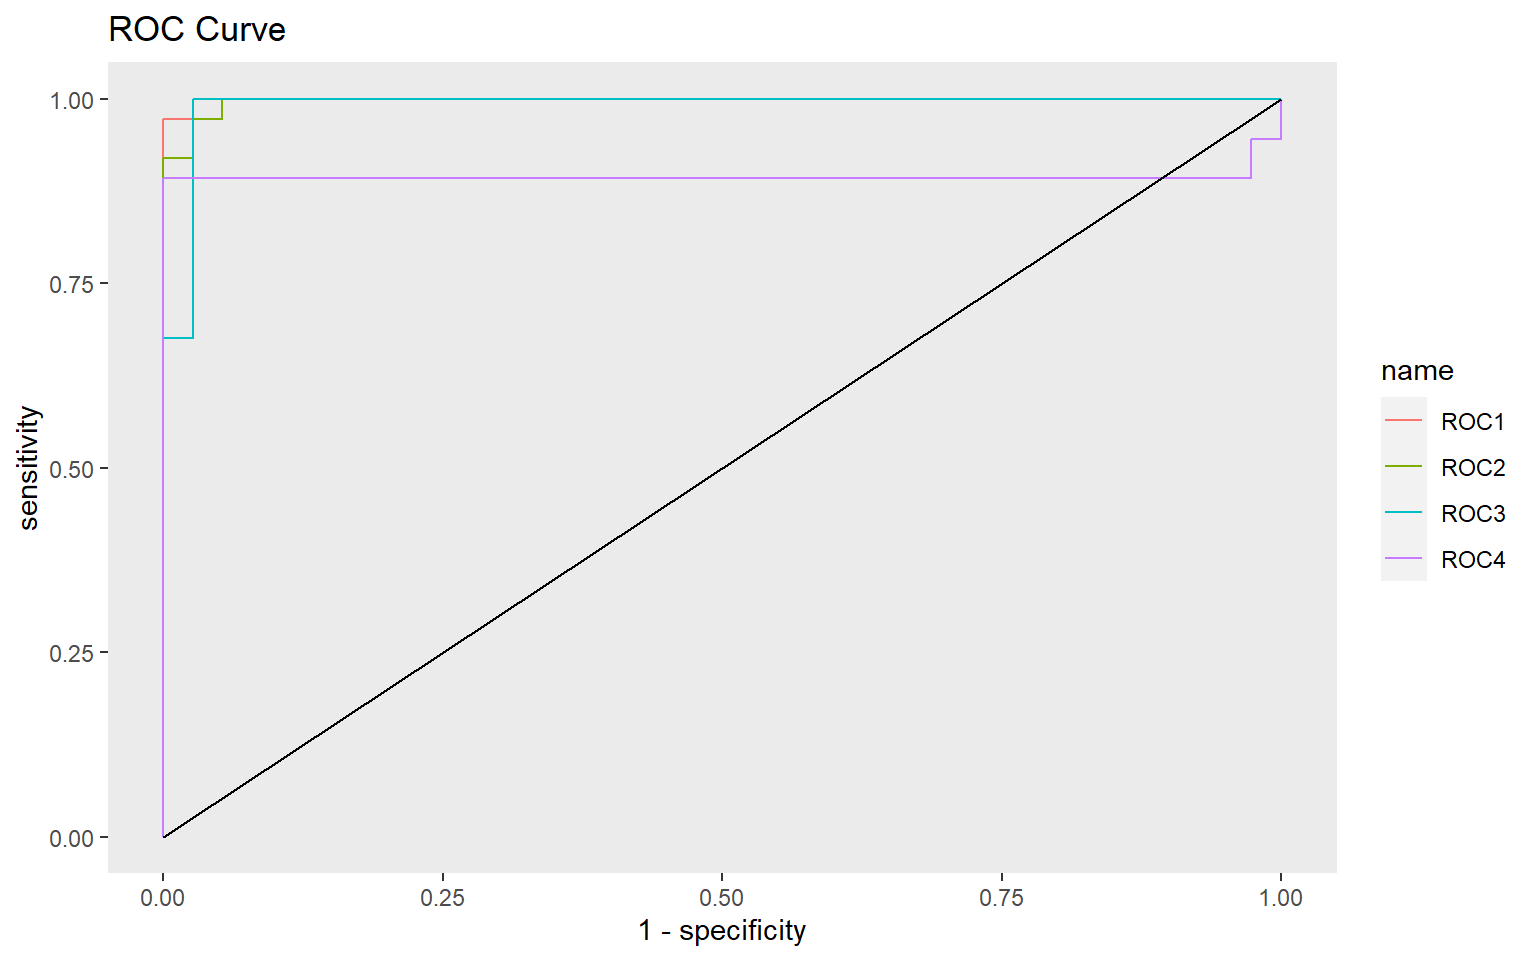 ROC Curve
1.00
0.75
0.50
0.25
0.00
sensitivity
0.00 0.25 0.50 0.75 1.00
1 - specificity
name
ROC1
ROC2
ROC3
ROC4